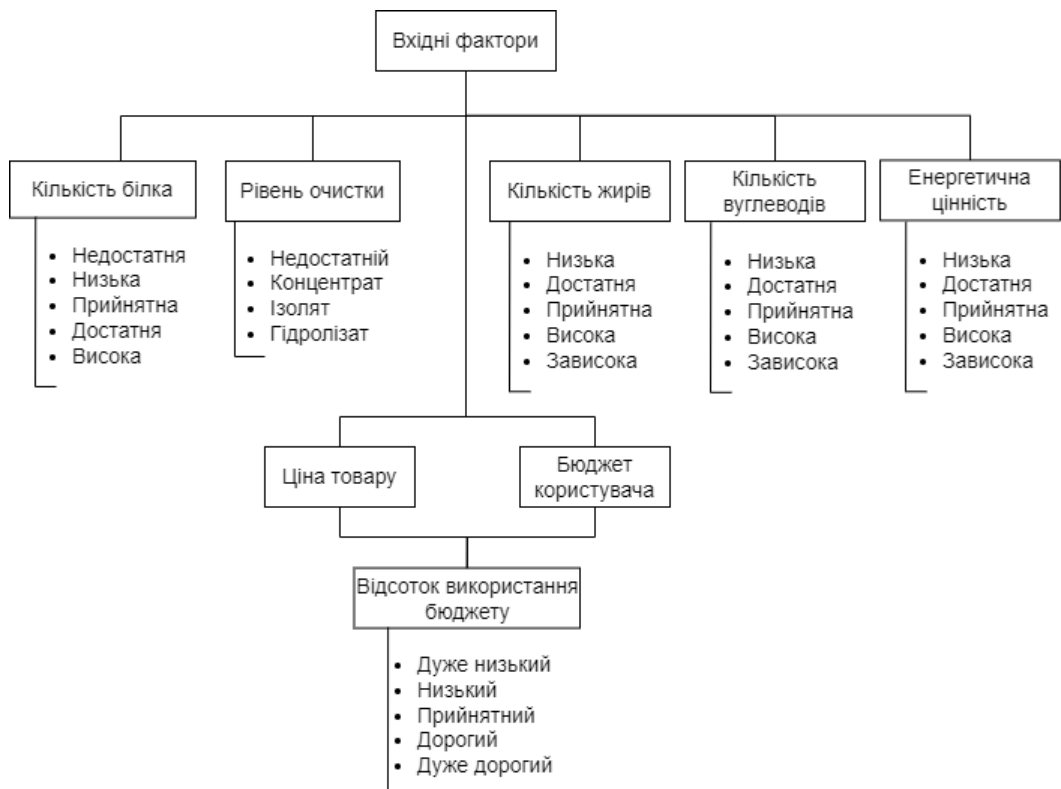 Вхідні фактори
Кількість білка
Недостатня
Низька
Прийнятна
Достатня
Висока
Рівень очистки
Недостатній
Концентрат
Ізолят
Гідролізат
Кількість жирів
Низька
Достатня
Прийнятна
Висока
Зависока
Кількість
вуглеводів
Низька
Достатня
Прийнятна
Висока
Зависока
Енергетична
цінність
Низька
Достатня
Прийнятна
Висока
Зависока
Ціна товару
Бюджет
користувача
Відсоток використання
бюджету
Дуже низький
Низький
Прийнятний
Дорогий
Дуже дорогий